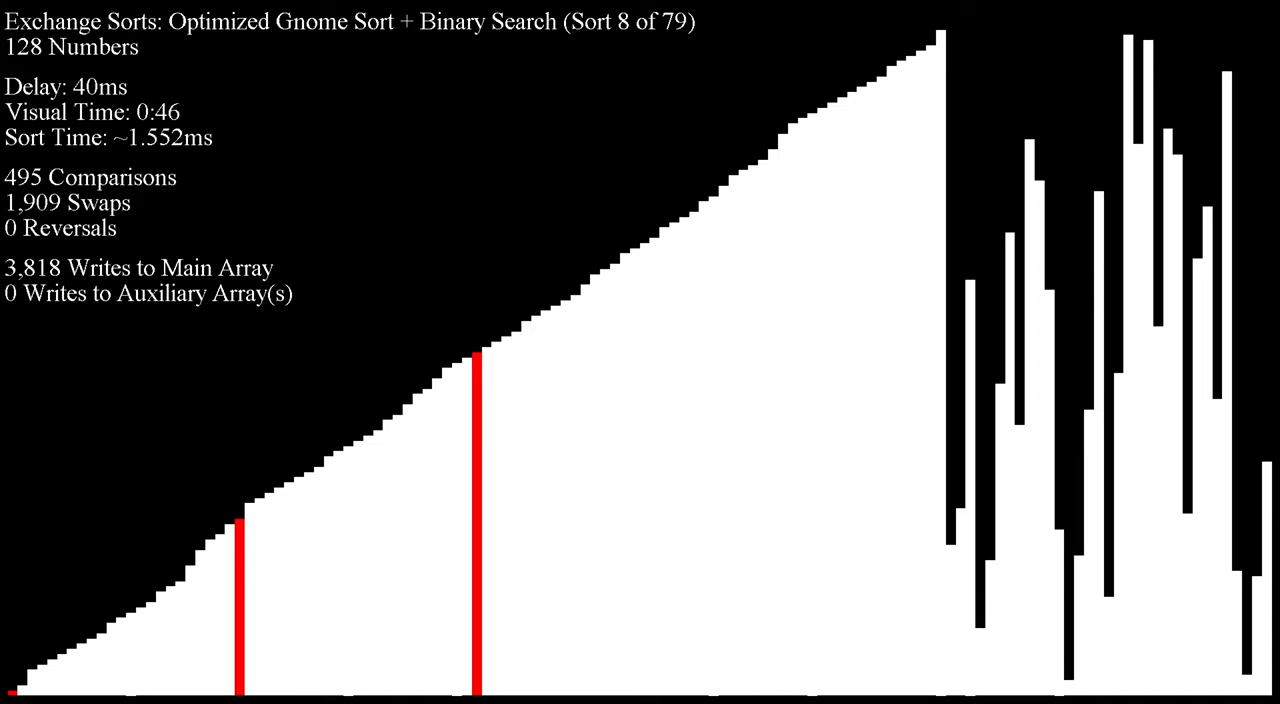 Exchange Sorts: Optimized Gnome Sort + Binary Search (Sort 8 of 79)
128 Numbers
Delay: 40ms
Visual Time: 0:46
Sort Time: ~1.552ms
495 Comparisons
1,909 Swaps
0 Reversals
3,818 Writes to Main Array
0 Writes to Auxiliary Array(s)